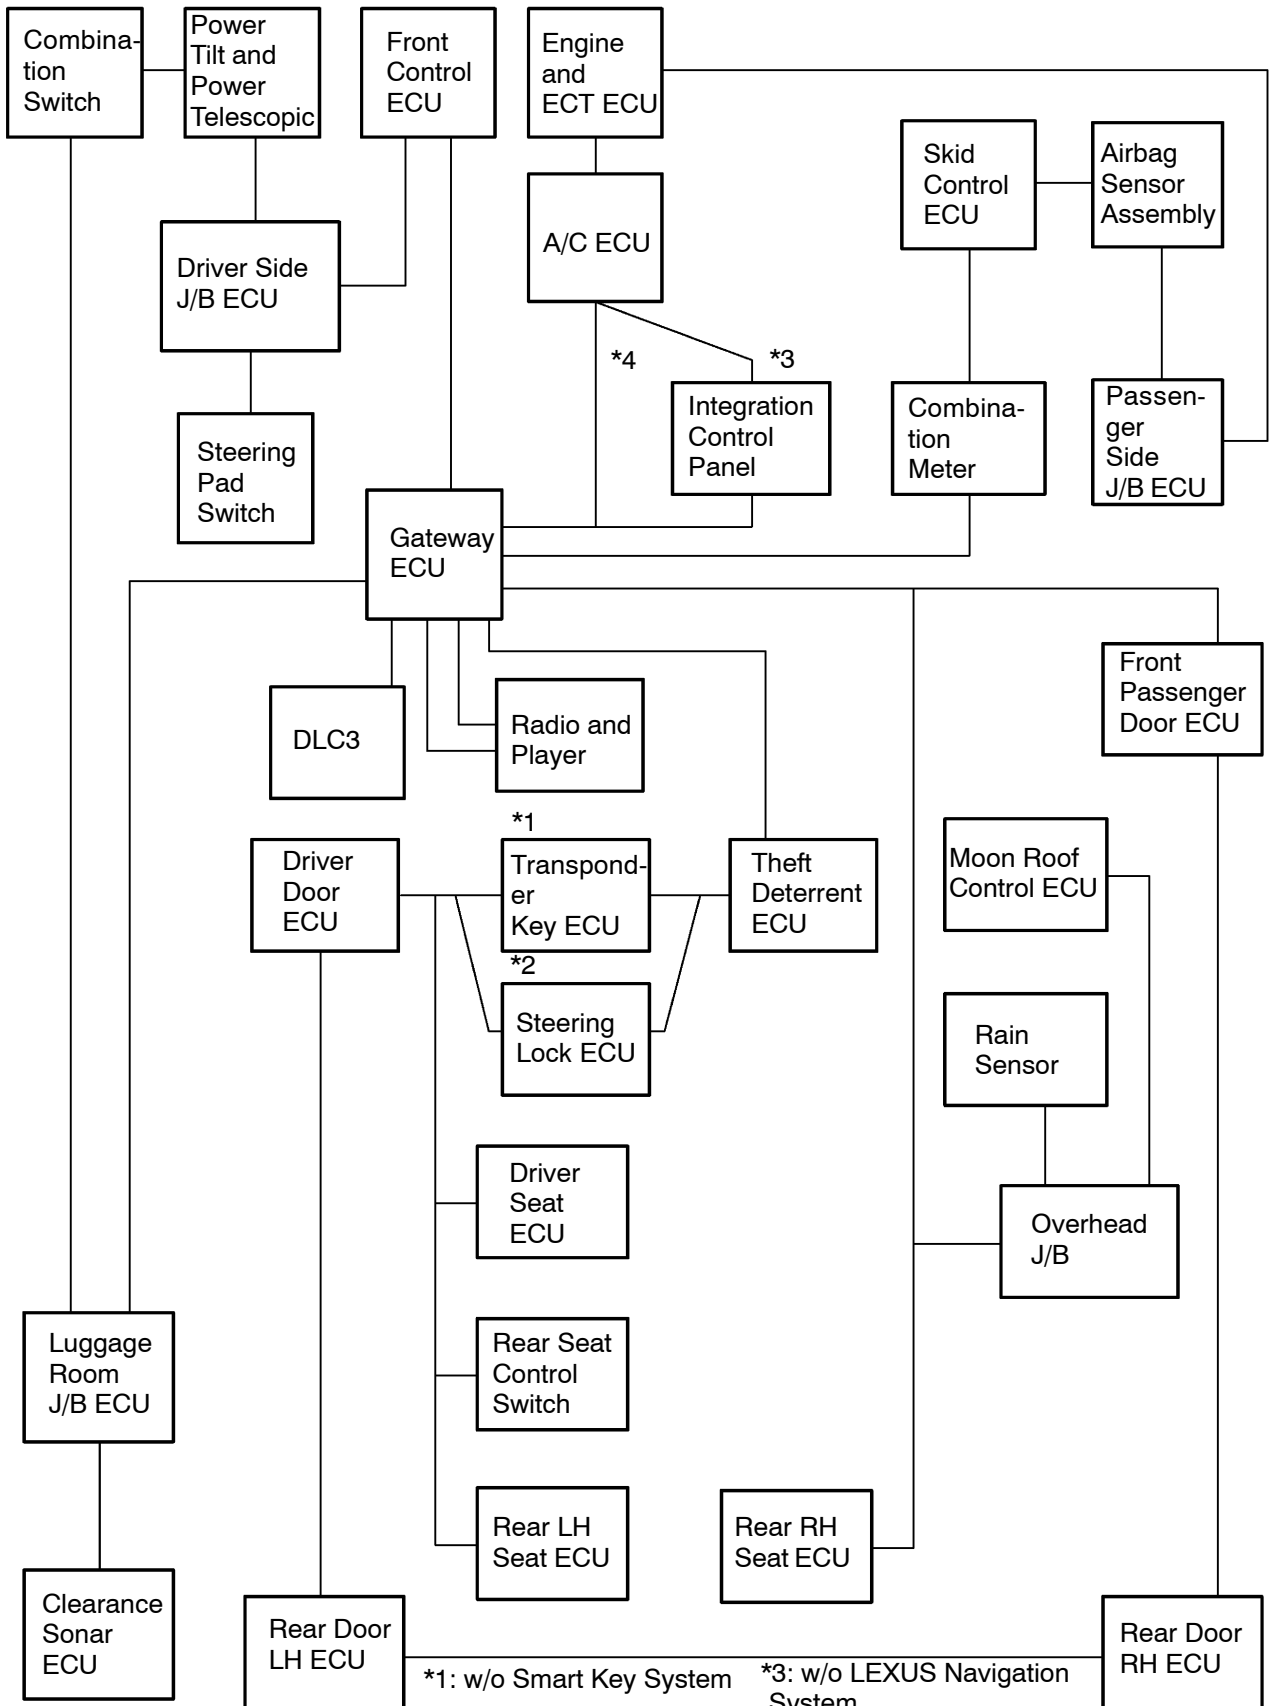 Combina-
tion
Switch
Power
Tilt and
Power
Telescopic
Front
Control
ECU
Engine
and
ECT ECU
Skid
Control
ECU
Airbag
Sensor
Assembly
A/C ECU
Driver Side
J/B ECU
*4
*3
Integration
Control
Panel
Combina-
tion
Meter
Passen-
ger
Side
J/B ECU
Steering
Pad
Switch
Gateway
ECU
Front
Passenger
Door ECU
DLC3
Radio and
Player
*1
Driver
Door
ECU
Transpond-
er
Key ECU
Theft
Deterrent
ECU
Moon Roof
Control ECU
*2
Steering
Lock ECU
Rain
Sensor
Driver
Seat
ECU
Overhead
J/B
Luggage
Room
J/B ECU
Rear Seat
Control
Switch
Rear LH
Seat ECU
Rear RH
Seat ECU
Clearance
Sonar
ECU
Rear Door
LH ECU
Rear Door
RH ECU
*1: w/o Smart Key System
*3: w/o LEXUS Navigation
System